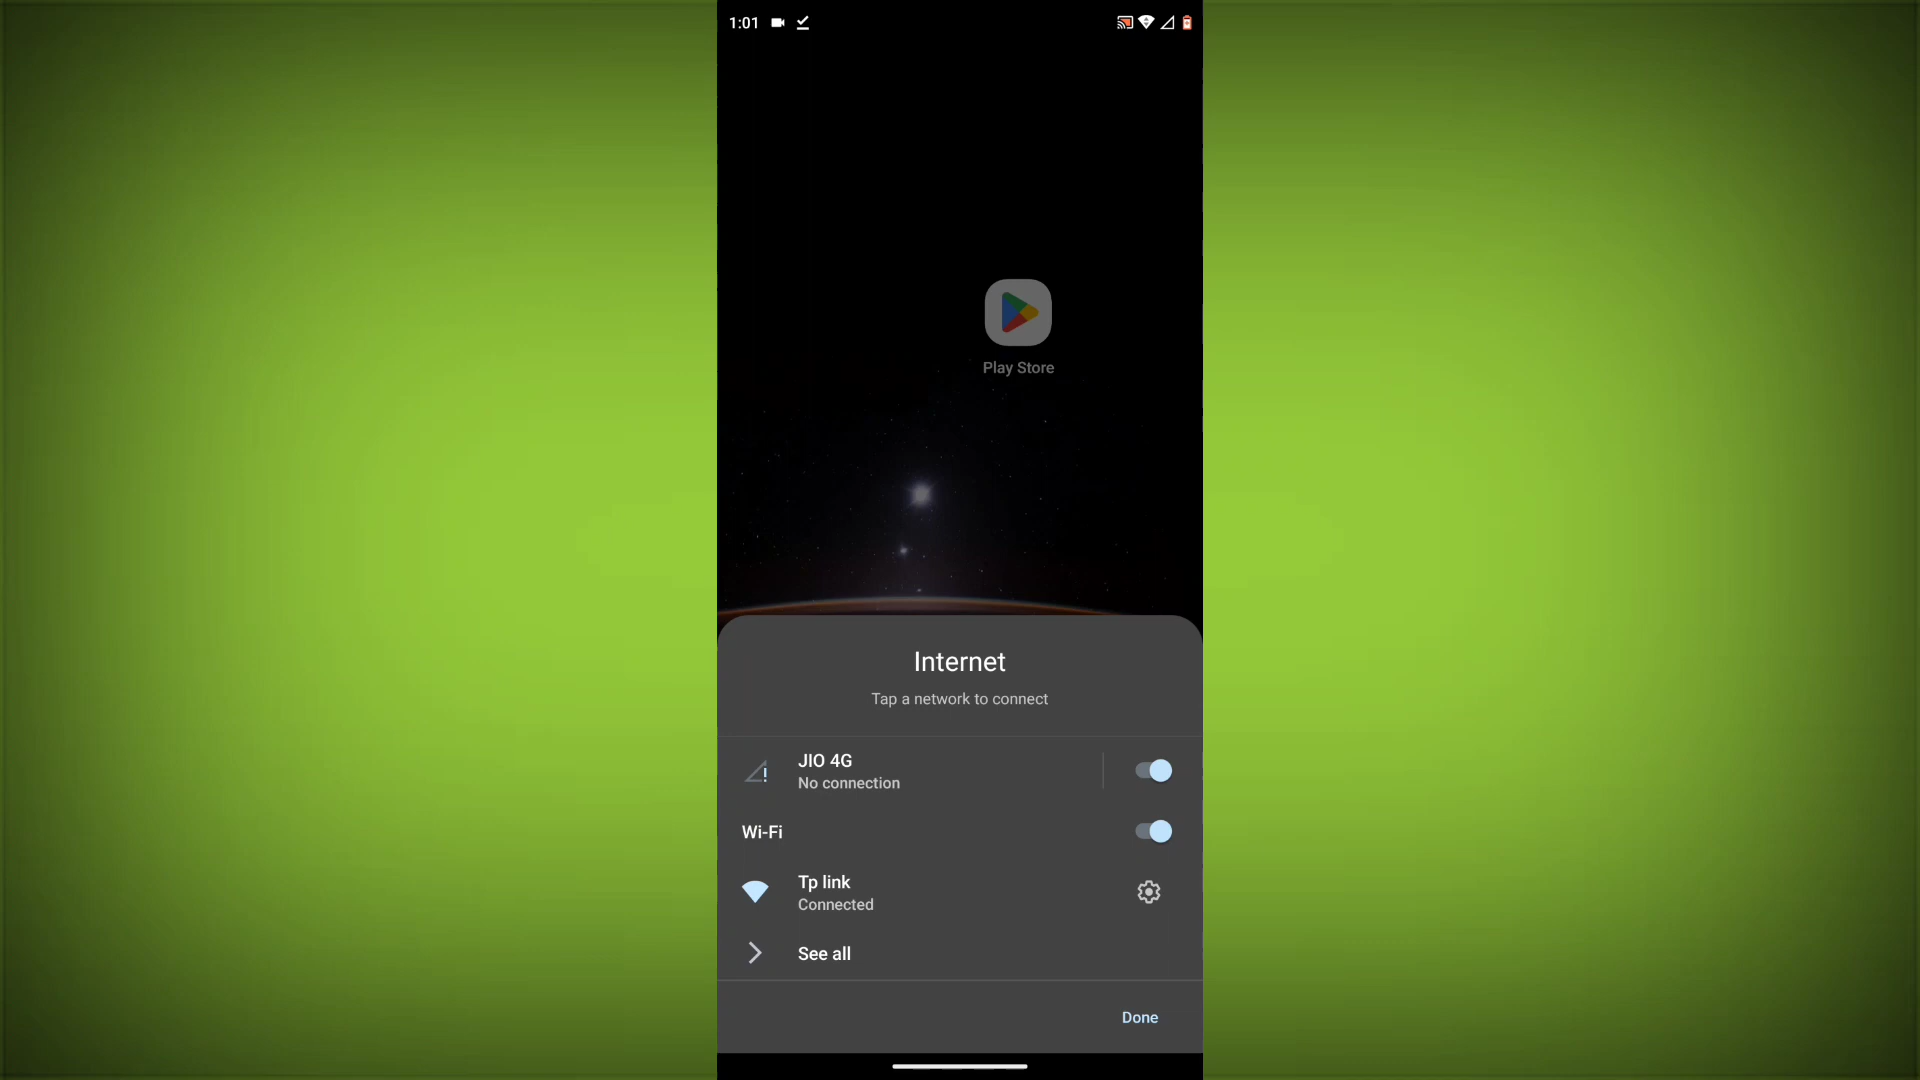 1:01
Play Store
Internet
Tap a network to connect
JIO 4G
No connection
Wi-Fi
Tp link
Connected
See all
Done